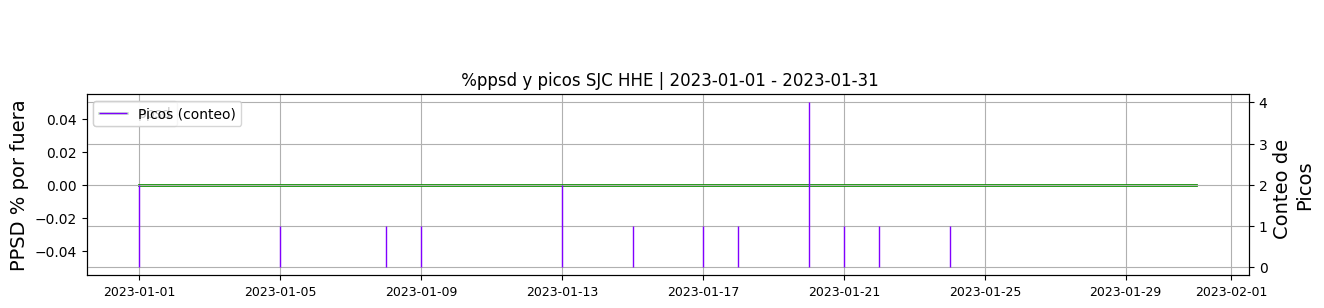 %ppsd y picos SJC HHE | 2023-01-01 - 2023-01-31
Picos (conteo)
PPSD % por fuera
0.04
0.02
0.00
−0.02
−0.04
4
3
2
1
0
Conteo de
Picos
2023-01-01 2023-01-05 2023-01-09 2023-01-13 2023-01-17 2023-01-21 2023-01-25 2023-01-29 2023-02-01